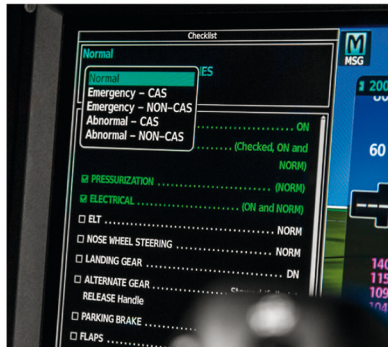 Checklist
Normal
IES
Normal
Emergency - CAS
Emergency - NON-CAS
Abnormal - CAS
Abnormal - NON-CAS
ON
(Checked, ON and
NORM)
PRESSURIZATION (NORM)
ELECTRICAL (ON and NORM)
ELT NORM
NOSE WHEEL STEERING NORM
LANDING GEAR DN
ALTERNATE GEAR
RELEASE Handle
PARKING BRAKE
FLAPS
M
MSG
200
60
140
115
109
104